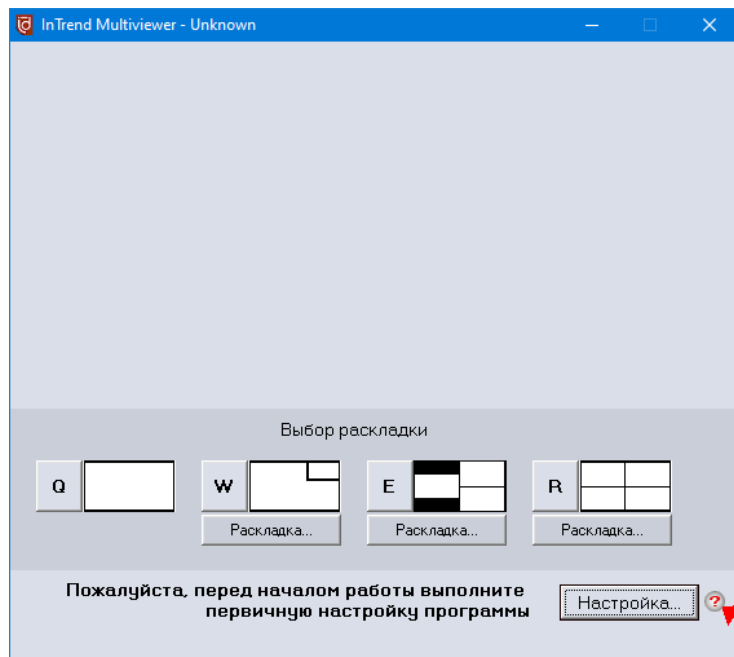 InTrend Multiviewer - Unknown
Выбор раскладки
Q
W
E
R
Раскладка...
Раскладка...
Раскладка...
Пожалуйста, перед началом работы выполните
первичную настройку программы
Настройка...
?